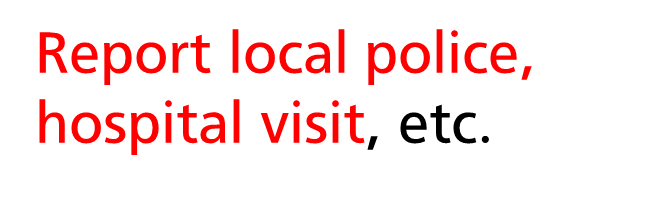 Report local police,
hospital visit, etc.